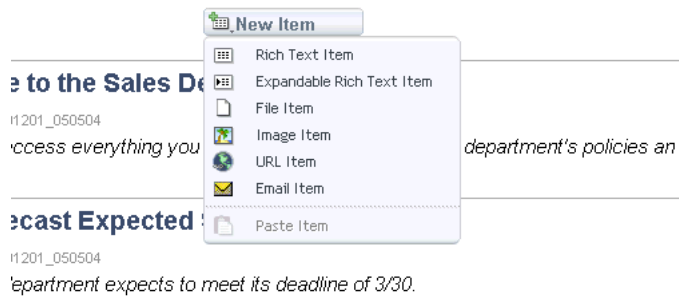 New Item
Rich Text Item
e to the Sales De
Expandable Rich Text Item
File Item
01201_050504
Image Item
ccess everything you
department's policies an
URL Item
Email Item
ecast Expected
Paste Item
01201_050504
epartment expects to meet its deadline of 3/30.